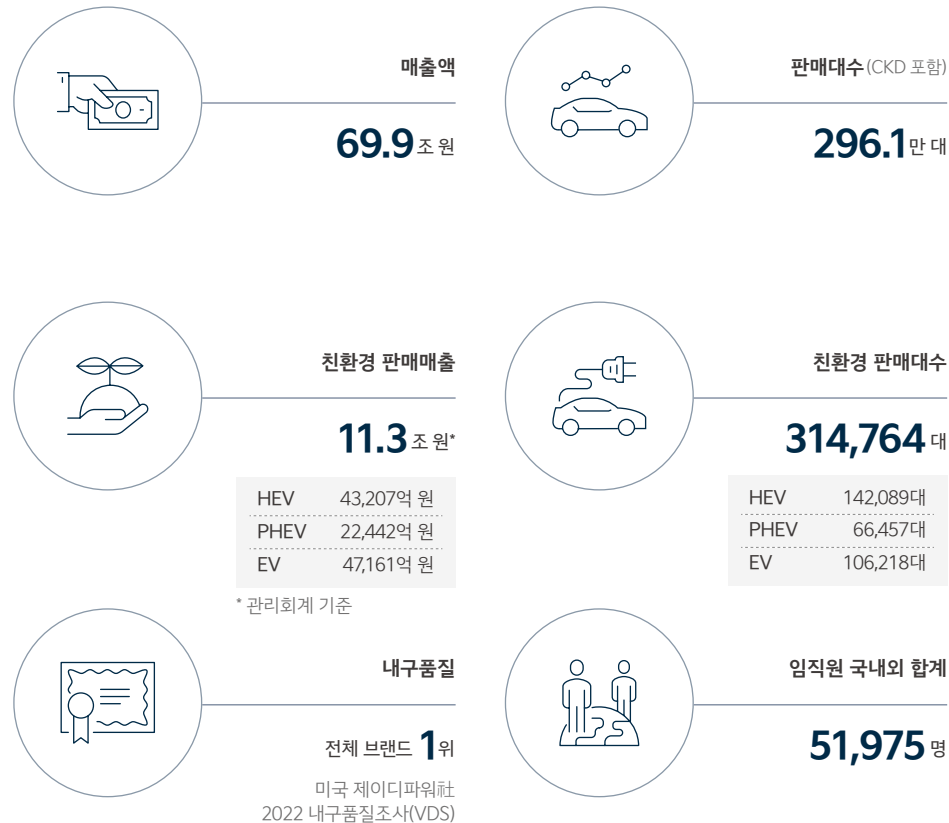 매출액
69.9조 원
판매대수(CKD 포함)
296.1만 대
친환경 판매매출
11.3조 원*
HEV 43,207억 원
PHEV 22,442억 원
EV 47,161억 원
* 관리회계 기준
친환경 판매대수
314,764 대
HEV 142,089대
PHEV 66,457대
EV 106,218대
내구품질
전체 브랜드 1위
미국 제이디파워社
2022 내구품질조사(VDS)
임직원 국내외 합계
51,975 명